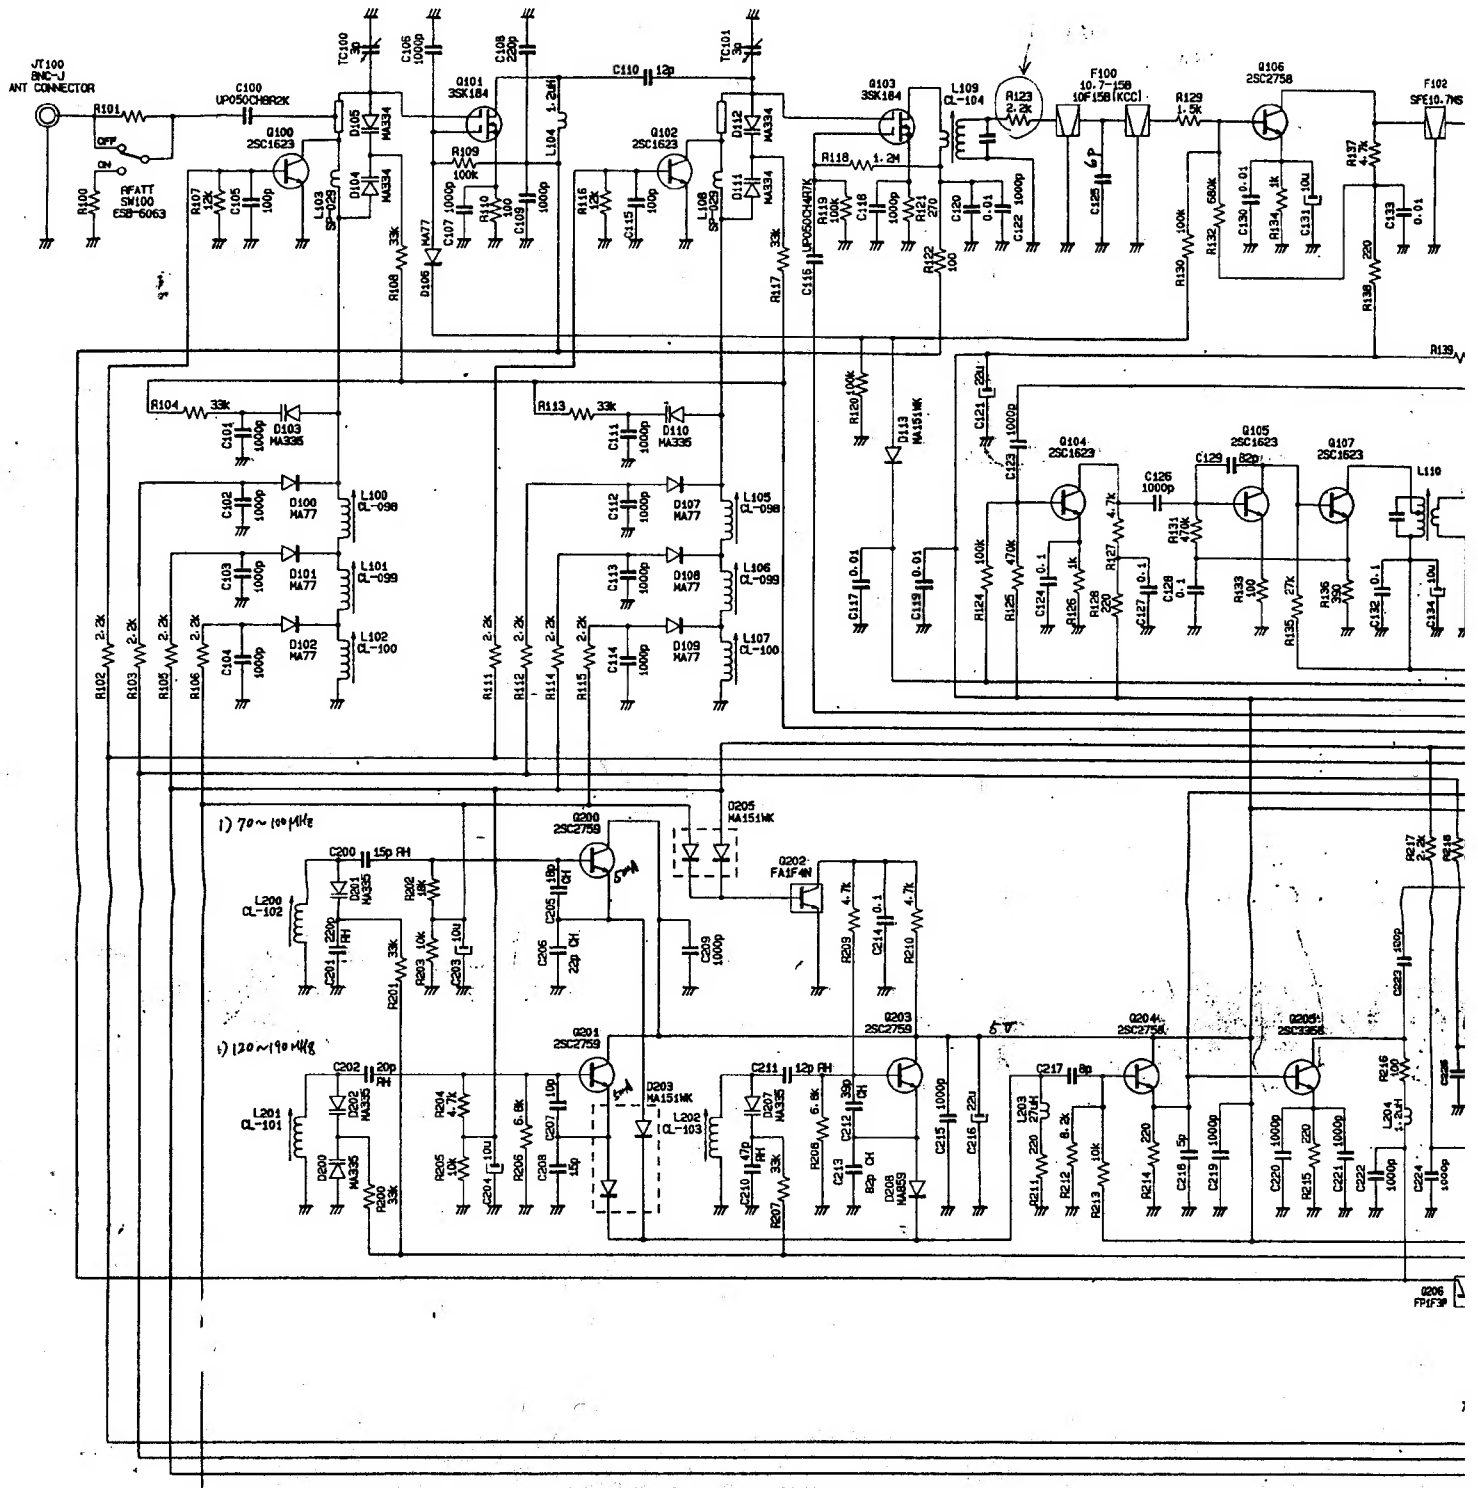 JT100
BNC-J
ANT CONNECTOR
R101
OFF
ON
R100
RFATT
SW100
ESB-6063
C100
UP050CH8R2K
Q100
2SC1623
R107
12k
C105
100p
L103
SP-029
TC100
3p
D105
MA334
D104
MA334
33k
R108
C106
1000p
C108
220p
Q101
3SK184
R109
100k
C107
1000p
R110
100
C109
1000p
MA77
D106
1.2uH
L104
C110
12p
Q102
2SC1623
R116
12k
C115
100p
L108
SP-029
TC101
3p
D112
MA334
D111
MA334
33k
R117
Q103
3SK184
R118
1.2M
R119
100k
C116
UP050CH4R7K
C118
1000p
R121
270
R122
100
L109
CL-104
C120
0.01
C122
1000p
R123
2.2k
F100
10.7-15B
10F15B(KCC)
6p
C125
R129
1.5k
Q106
2SC2758
680k
R132
100k
R130
C130
0.01
R134
1k
C131
10u
R137
4.7k
C133
0.01
220
R138
F102
SFE10.7MS
R139
R104
33k
C101
1000p
D103
MA335
C102
1000p
D100
MA77
L100
CL-098
C103
1000p
D101
MA77
L101
CL-099
C104
1000p
D102
MA77
L102
CL-100
R102
2.2k
R103
2.2k
R105
2.2k
R106
2.2k
R113
33k
C111
1000p
D110
MA335
C112
1000p
D107
MA77
L105
CL-098
C113
1000p
D108
MA77
L106
CL-099
C114
1000p
D109
MA77
L107
CL-100
R111
2.2k
R112
2.2k
R114
2.2k
R115
2.2k
R120
100k
D113
MA151WK
C117
0.01
C119
0.01
C121
22u
C123
1000p
Q104
2SC1623
R124
100k
R125
470k
C124
0.1
R126
1k
R127
4.7k
R128
220
C127
0.1
C126
1000p
C129
82p
Q105
2SC1623
R131
470k
C128
0.1
R133
100
R135
27k
Q107
2SC1623
R136
390
C132
0.1
C134
10u
L110
1) 70~100MHz
C200
15p RH
L200
CL-102
D201
MA335
C201
220p
RH
33k
R201
R202
18k
R203
10k
C203
10u
Q200
2SC2759
5mA
C205
18p
CH
C206
22p CH
C209
1000p
D205
MA151WK
Q202
FA1F4N
R209
4.7k
C214
0.1
R210
4.7k
1) 120~190MHz
C202
20p
RH
L201
CL-101
D202
MA335
D200
MA335
R200
33k
R204
4.7k
R205
10k
C204
10u
R206
6.8k
C207
10p
C208
15p
Q201
2SC2759
D203
MA151WK
L202
CL-103
C211
12p RH
D207
MA335
C210
47p
RH
33k
R207
R208
6.8k
C212
39p
CH
C213
82p CH
Q203
2SC2759
D208
MA859
C215
1000p
C216
22u
5V
C217
8p
L203
27uH
R211
220
R212
8.2k
R213
10k
Q204
2SC2758
R214
220
C218
5p
C219
1000p
Q205
2SC3356
C220
1000p
R215
220
C221
1000p
C222
1000p
R216
100
L204
1.2uH
C223
100p
C224
1000p
R217
2.2k
R218
C225
Q206
FP1F3P